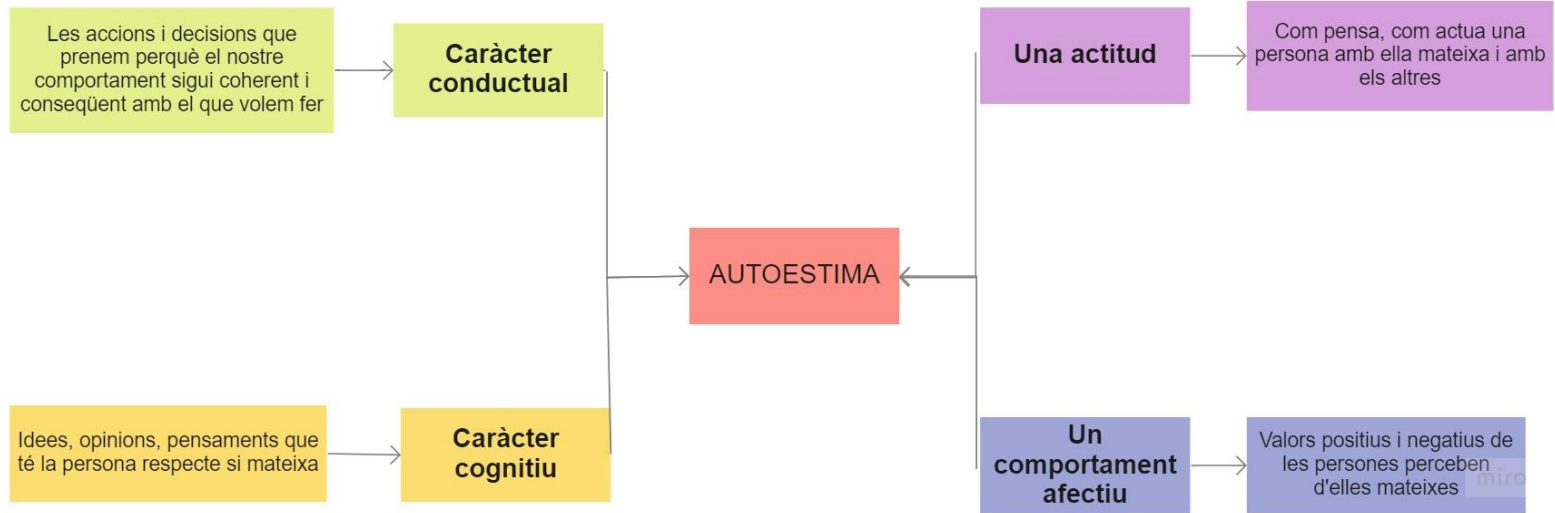 Les accions i decisions que
prenem perquè el nostre
comportament sigui coherent i
conseqüent amb el que volem fer
Caràcter
conductual
Una actitud
Com pensa, com actua una
persona amb ella mateixa i amb
els altres
AUTOESTIMA
Idees, opinions, pensaments que
té la persona respecte si mateixa
Caràcter
cognitiu
Un
comportament
afectiu
Valors positius i negatius de
les persones perceben
d'elles mateixes
miro